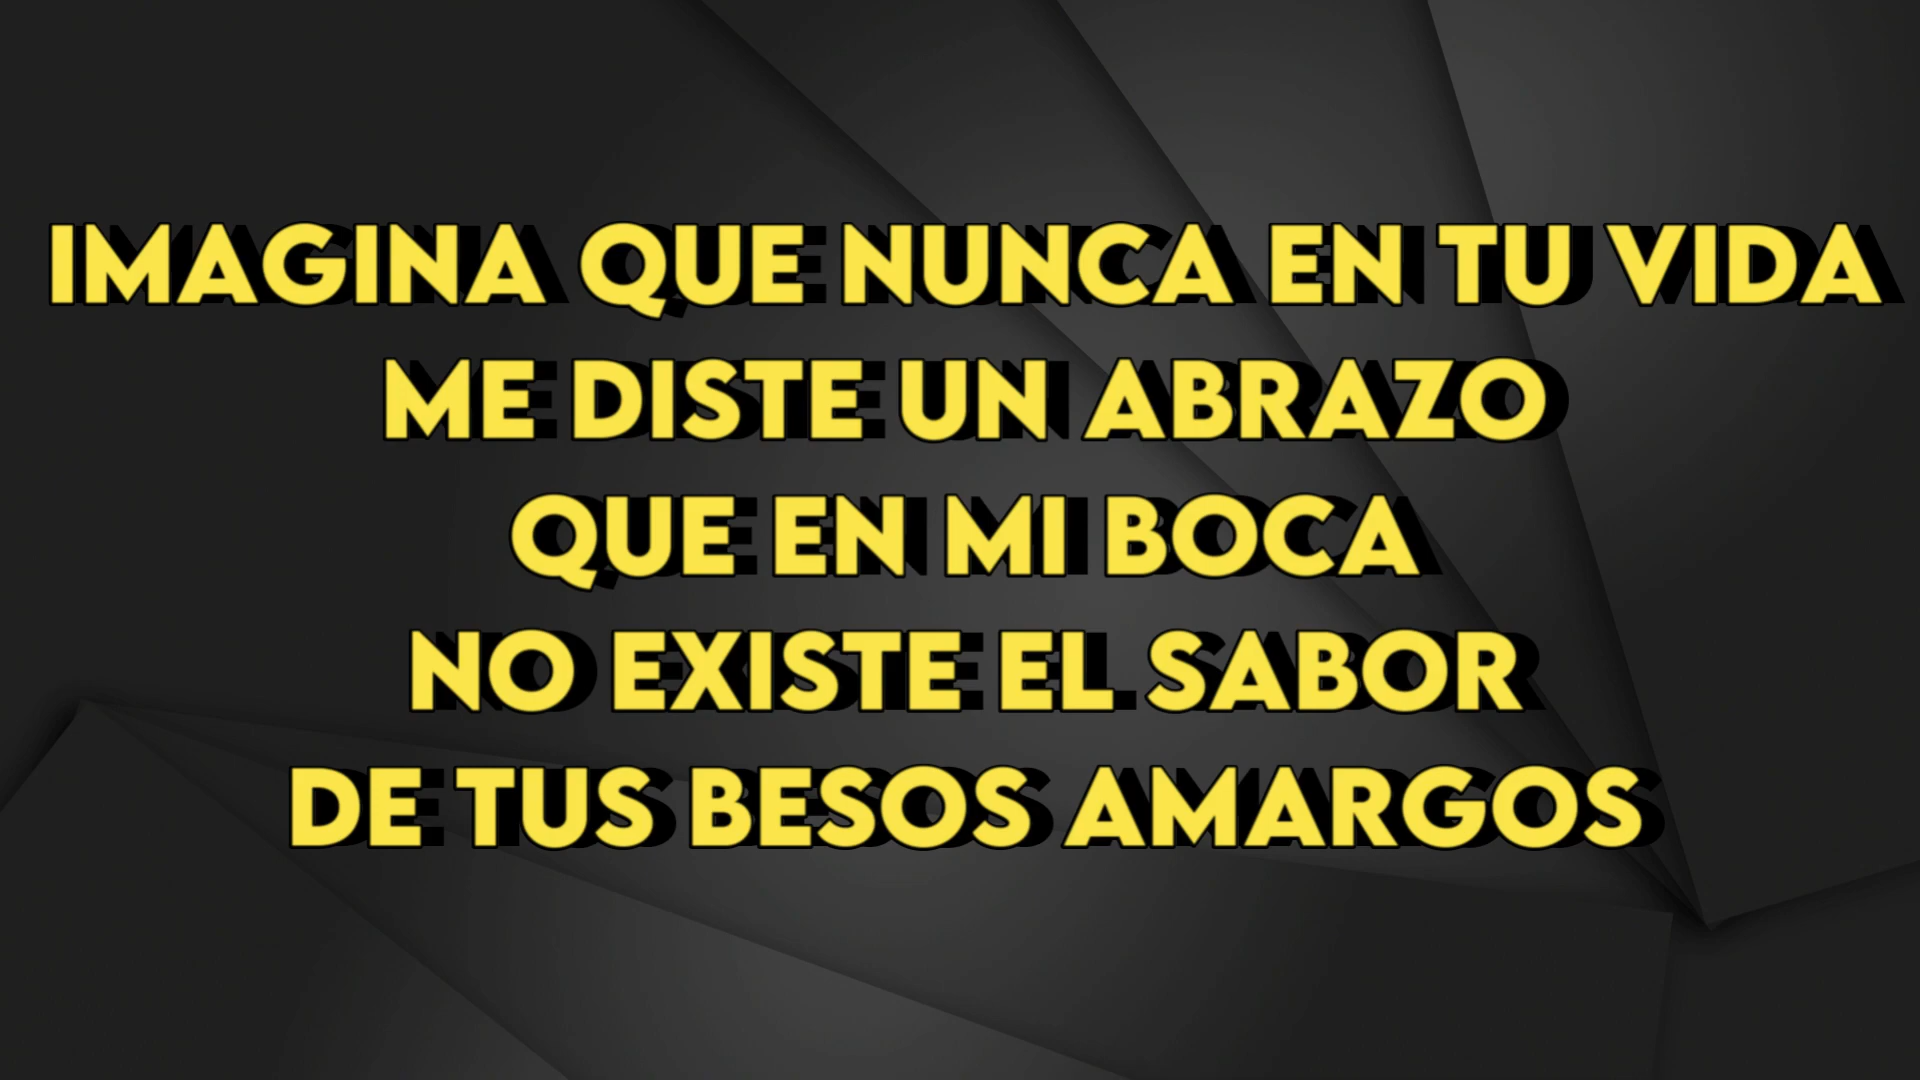 IMAGINA QUE NUNCA EN TU VIDA
ME DISTE UN ABRAZO
QUE EN MI BOCA
NO EXISTE EL SABOR
DE TUS BESOS AMARGOS